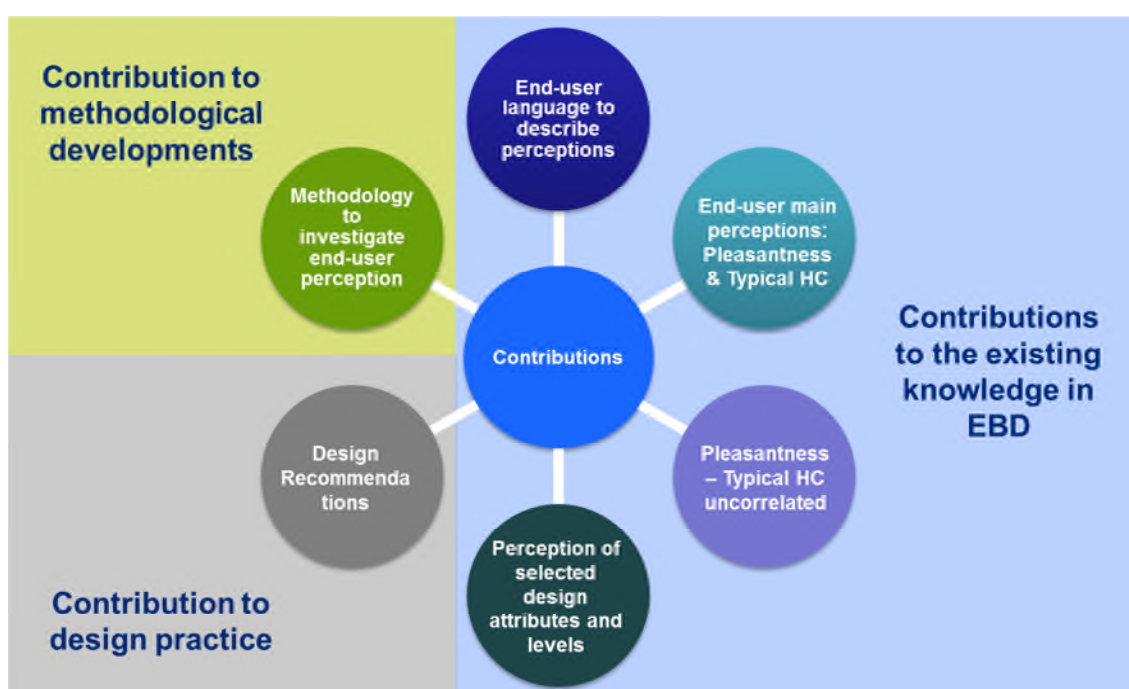 Contribution to
methodological
developments
End-user
language to
describe
perceptions
Methodology
to
investigate
end-user
perception
End-user main
perceptions:
Pleasantness
& Typical HC
Contributions
Contributions
to the existing
knowledge in
EBD
Design
Recommenda
tions
Pleasantness
– Typical HC
uncorrelated
Perception of
selected
design
attributes and
levels
Contribution to
design practice